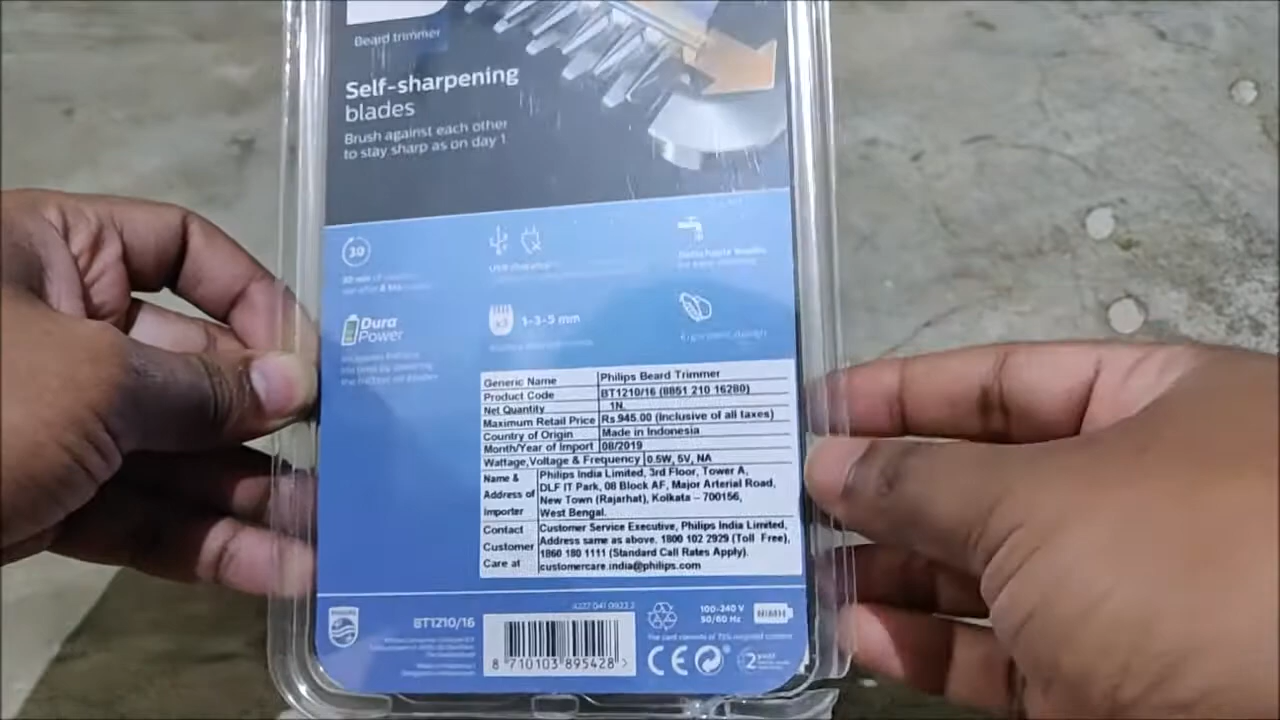 Beard trimmer
Self-sharpening
blades
Brush against each other
to stay sharp as on day 1
30
Dura
Power
x3
1-3-5 mm
Generic Name Philips Beard Trimmer
Product Code BT1210/16 (8851 210 16280)
Net Quantity 1N.
Maximum Retail Price Rs.945.00 (Inclusive of all taxes)
Country of Origin Made in Indonesia
Month/Year of Import 08/2019
Wattage,Voltage & Frequency 0.5W, 5V, NA
Name & Address of Importer
Philips India Limited, 3rd Floor, Tower A,
DLF IT Park, 08 Block AF, Major Arterial Road,
New Town (Rajarhat), Kolkata – 700156,
West Bengal.
Contact Customer Care at
Customer Service Executive, Philips India Limited,
Address same as above. 1800 102 2929 (Toll Free),
1860 180 1111 (Standard Call Rates Apply).
customercare.india@philips.com
PHILIPS
BT1210/16
8 710103 895428 >
100-240 V
50/60 Hz
NiMH
CE
2